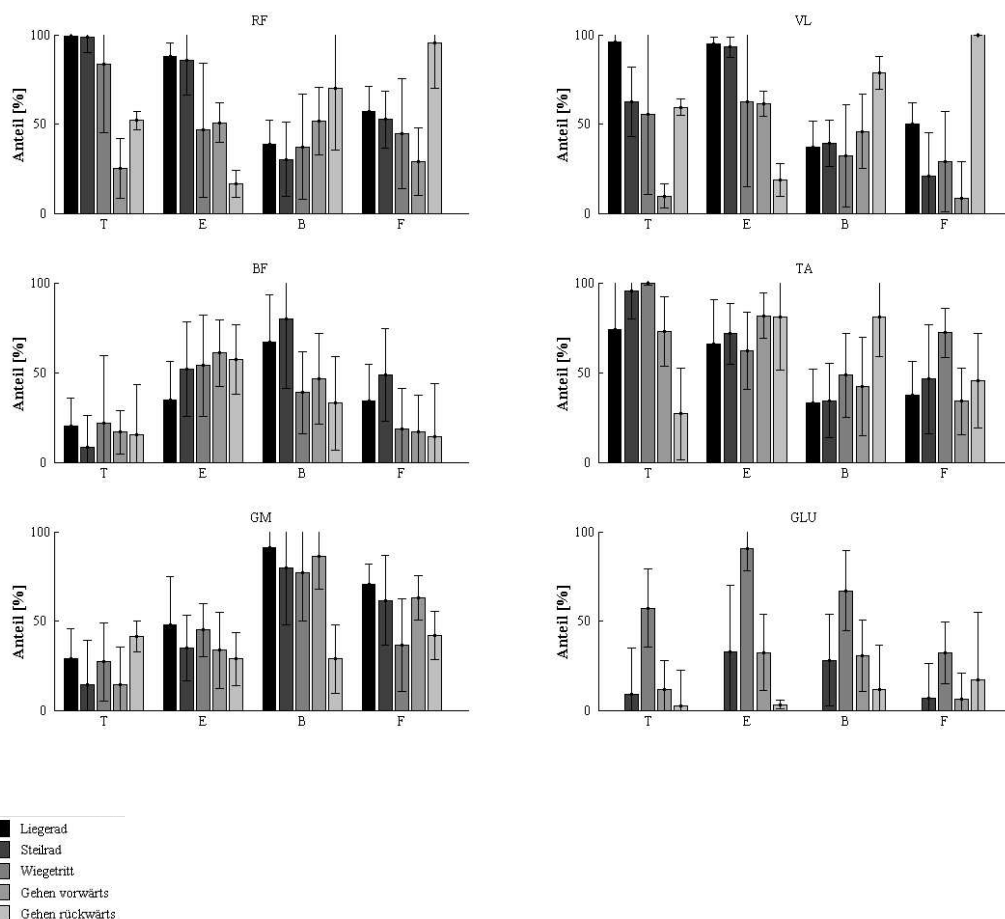 RF
100
50
0
Anteil [%]
T E B F
VL
100
50
0
Anteil [%]
T E B F
BF
100
50
0
Anteil [%]
T E B F
TA
100
50
0
Anteil [%]
T E B F
GM
100
50
0
Anteil [%]
T E B F
GLU
100
50
0
Anteil [%]
T E B F
Liegerad
Steilrad
Wiegetritt
Gehen vorwärts
Gehen rückwärts